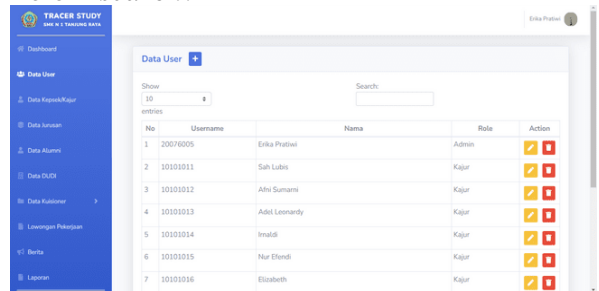 TRACER STUDY
SMK N 1 TANJUNG RAYA
Erika Pratiwi
Dashboard
Data User
Data Kepsek/Kajur
Data Jurusan
Data Alumni
Data DUDI
Data Kuisioner >
Lowongan Pekerjaan
Berita
Laporan
Data User +
Show
10
entries
Search:
No Username Nama Role Action
1 20076005 Erika Pratiwi Admin
2 10101011 Sah Lubis Kajur
3 10101012 Afni Sumarni Kajur
4 10101013 Adel Leonardy Kajur
5 10101014 Irnaldi Kajur
6 10101015 Nur Efendi Kajur
7 10101016 Elizabeth Kajur